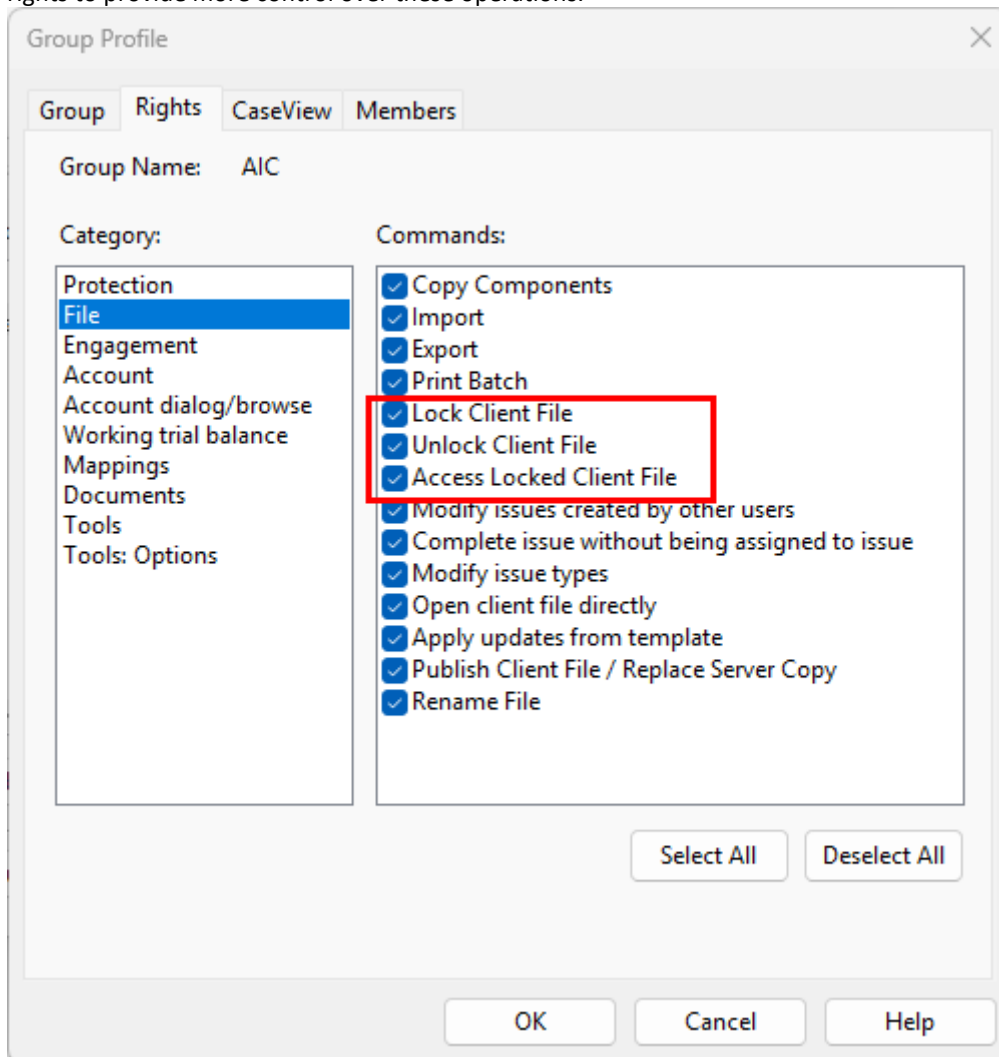 rights to provide more control over these operations.
Group Profile
Group Rights CaseView Members
Group Name: AIC
Category:
Commands:
Protection
File
Engagement
Account
Account dialog/browse
Working trial balance
Mappings
Documents
Tools
Tools: Options
Copy Components
Import
Export
Print Batch
Lock Client File
Unlock Client File
Access Locked Client File
Modify issues created by other users
Complete issue without being assigned to issue
Modify issue types
Open client file directly
Apply updates from template
Publish Client File / Replace Server Copy
Rename File
Select All Deselect All
OK Cancel Help